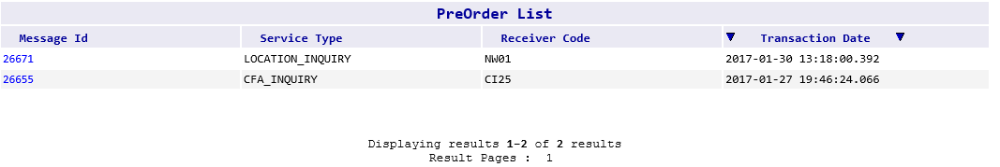 PreOrder List
Message Id Service Type Receiver Code Transaction Date
26671 LOCATION_INQUIRY NW01 2017-01-30 13:18:00.392
26655 CFA_INQUIRY CI25 2017-01-27 19:46:24.066
Displaying results 1-2 of 2 results
Result Pages : 1